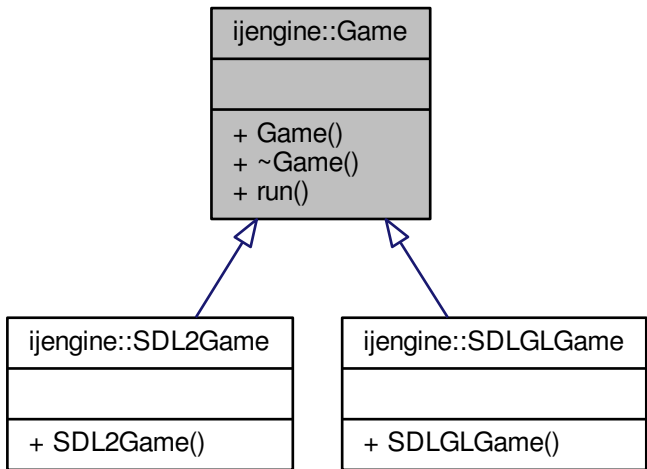 ijengine::Game
+ Game()
+ ~Game()
+ run()
ijengine::SDL2Game
+ SDL2Game()
ijengine::SDLGLGame
+ SDLGLGame()